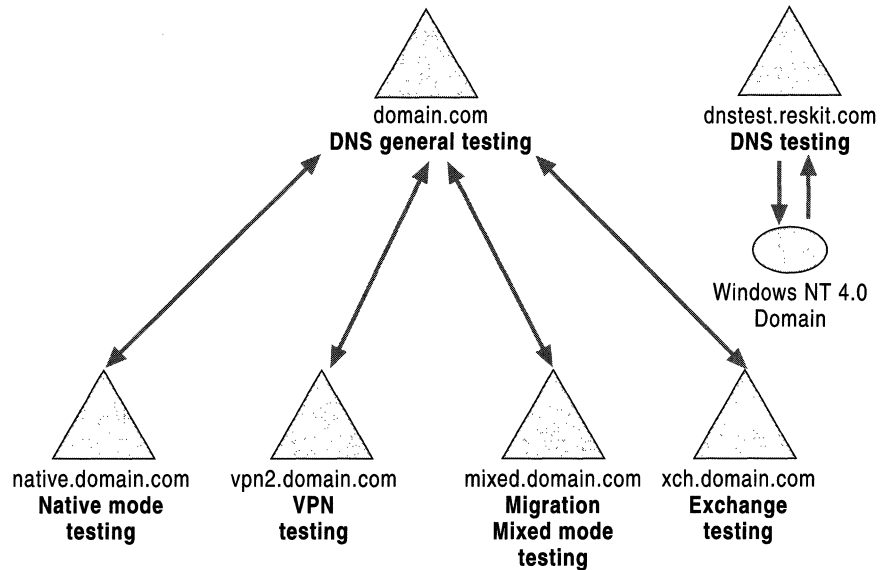 domain.com
DNS general testing
dnstest.reskit.com
DNS testing
Windows NT 4.0
Domain
native.domain.com
Native mode
testing
vpn2.domain.com
VPN
testing
mixed.domain.com
Migration
Mixed mode
testing
xch.domain.com
Exchange
testing